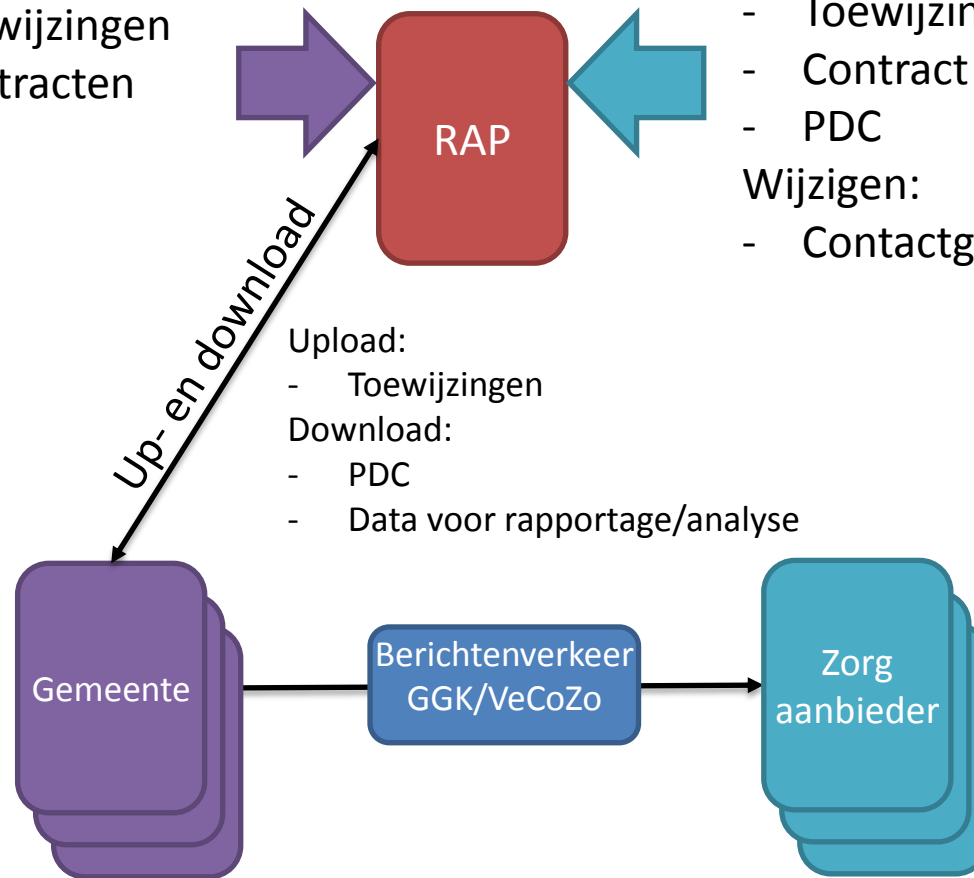 wijzingen
tracten
RAP
- Toewijzin
- Contract
- PDC
Wijzigen:
- Contactg
Up- en download
Upload:
- Toewijzingen
Download:
- PDC
- Data voor rapportage/analyse
Gemeente
Berichtenverkeer
GGK/VeCoZo
Zorg
aanbieder